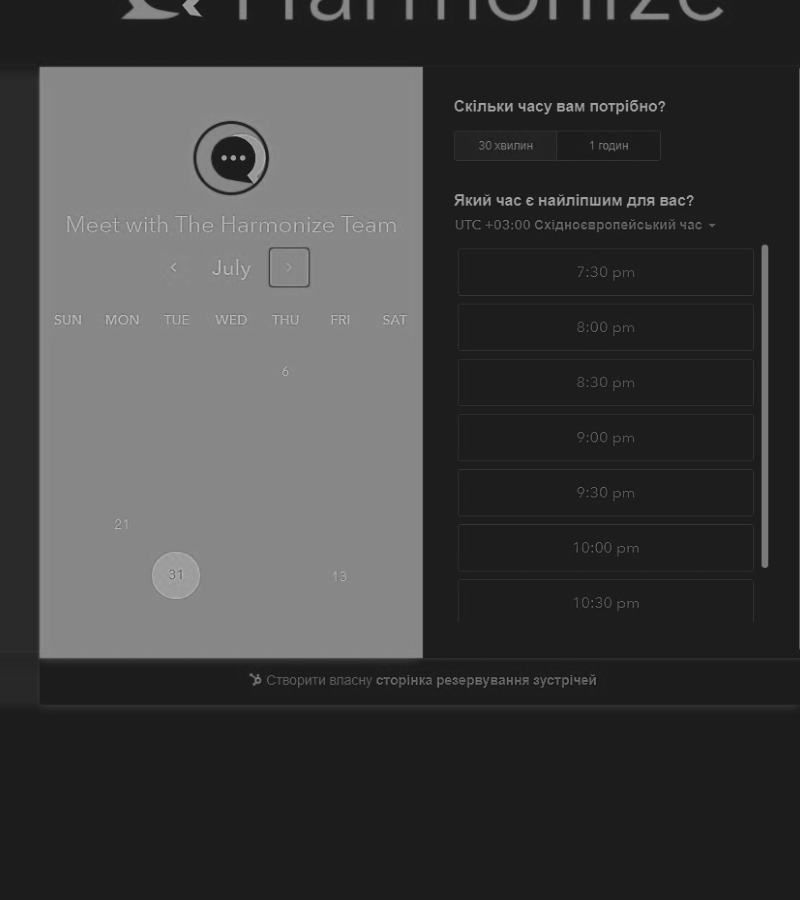 Harmonize
Meet with The Harmonize Team
July
SUN MON TUE WED THU FRI SAT
6
21
31 13
Скільки часу вам потрібно?
30 хвилин 1 годин
Який час є найліпшим для вас?
UTC +03:00 Східноєвропейський час
7:30 pm
8:00 pm
8:30 pm
9:00 pm
9:30 pm
10:00 pm
10:30 pm
Створити власну сторінка резервування зустрічей